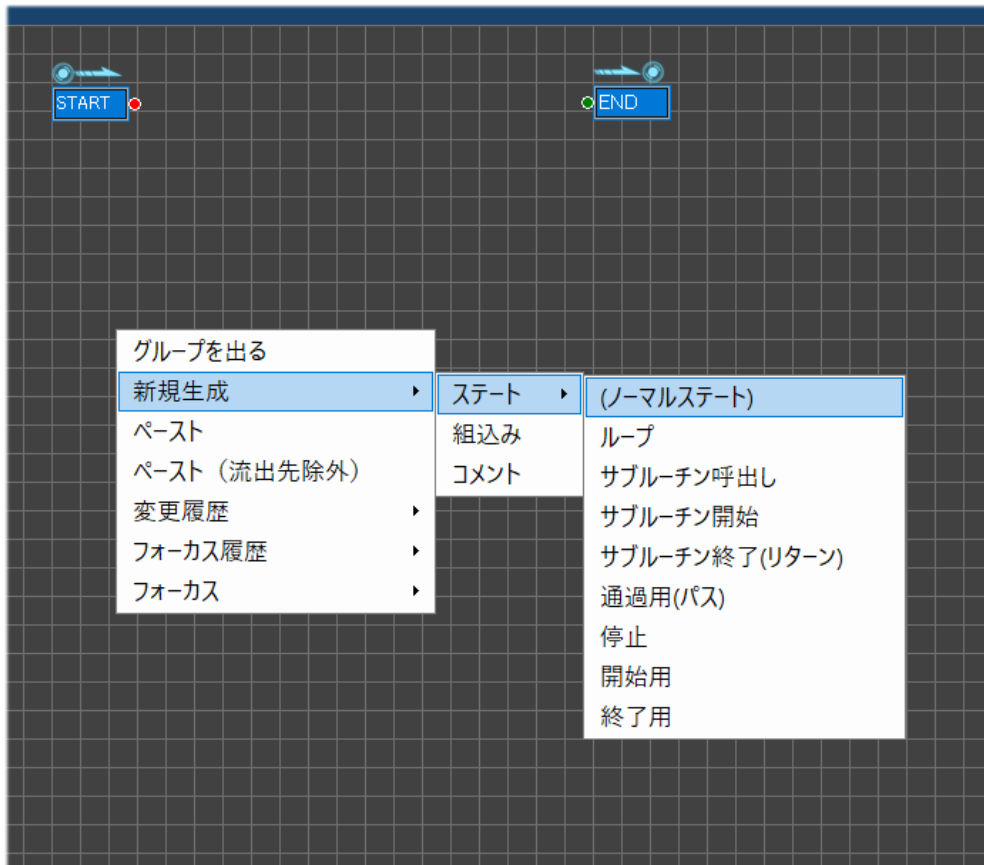 START
END
グループを出る
新規生成
ペースト
ペースト（流出先除外）
変更履歴
フォーカス履歴
フォーカス
ステート
組込み
コメント
(ノーマルステート)
ループ
サブルーチン呼出し
サブルーチン開始
サブルーチン終了(リターン)
通過用(パス)
停止
開始用
終了用